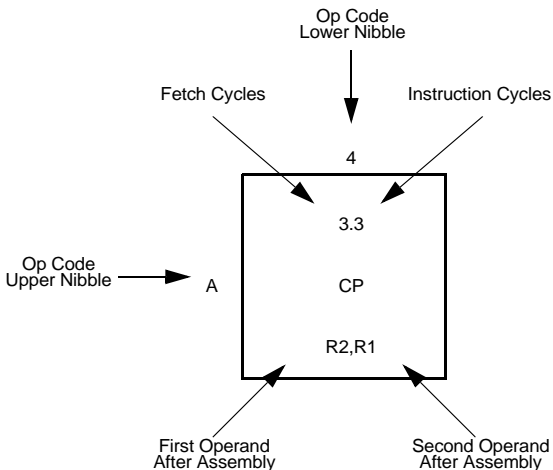 Op Code
Lower Nibble
Fetch Cycles
Instruction Cycles
4
3.3
Op Code
Upper Nibble
A
CP
R2,R1
First Operand
After Assembly
Second Operand
After Assembly